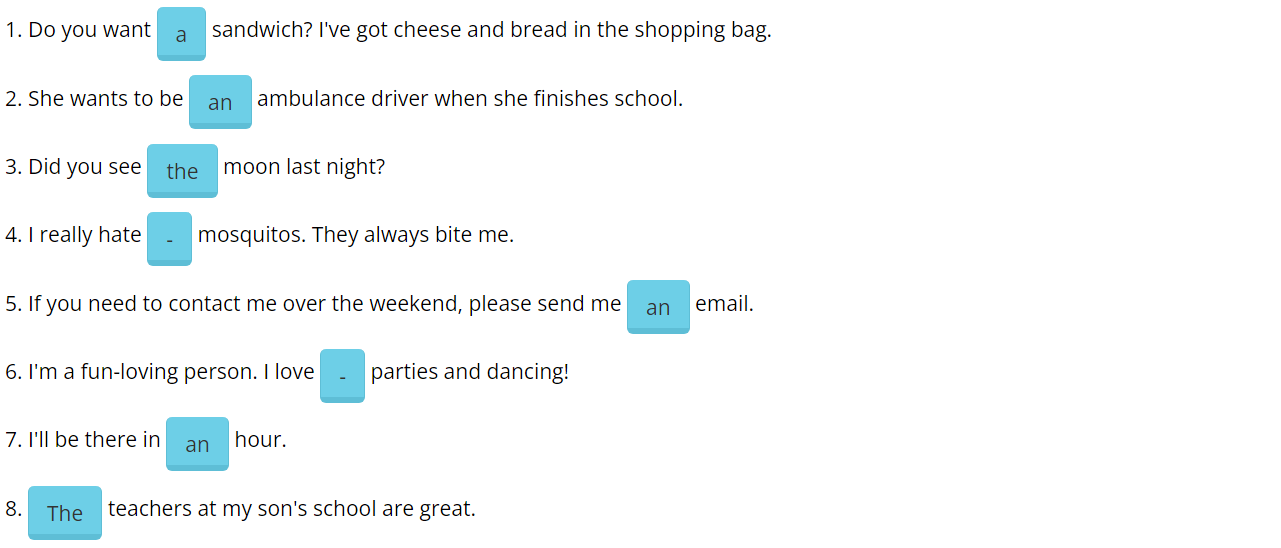 1. Do you want a sandwich? I've got cheese and bread in the shopping bag.
2. She wants to be an ambulance driver when she finishes school.
3. Did you see the moon last night?
4. I really hate - mosquitos. They always bite me.
5. If you need to contact me over the weekend, please send me an email.
6. I'm a fun-loving person. I love - parties and dancing!
7. I'll be there in an hour.
8. The teachers at my son's school are great.